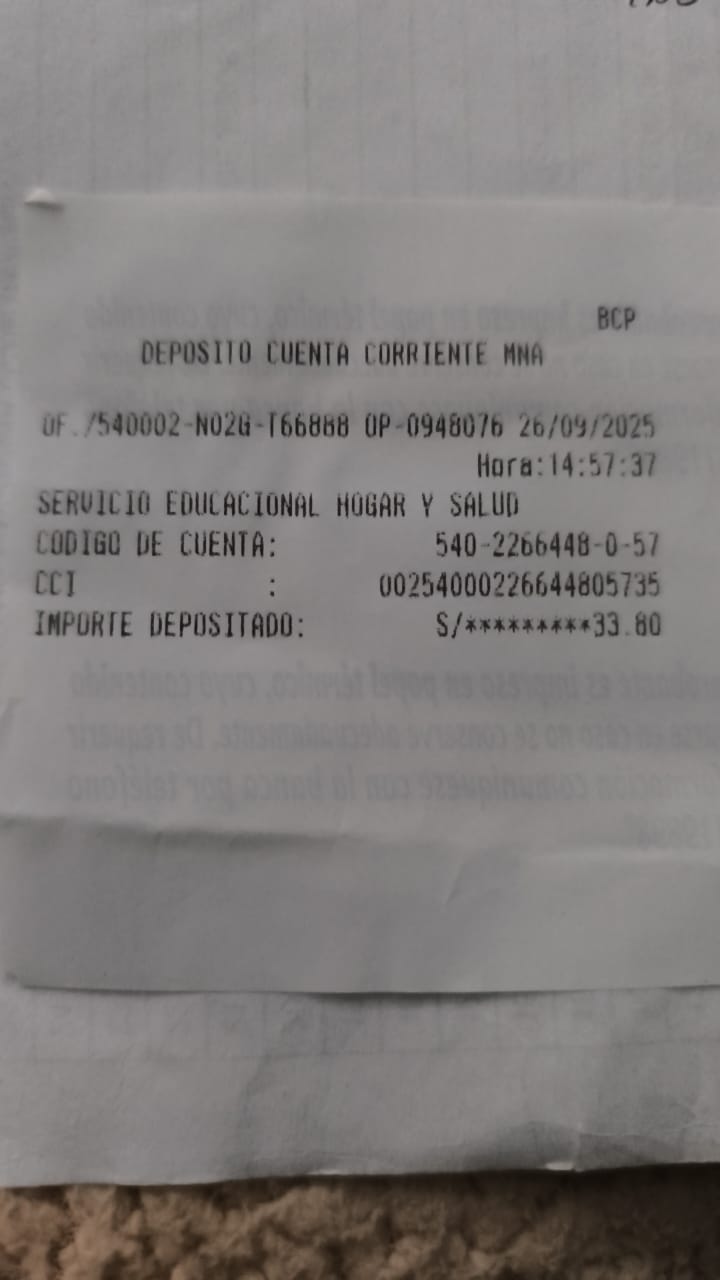 BCP
DEPOSITO CUENTA CORRIENTE MNA
OF./540002-N02G-T66888 OP-0948076 26/09/2025
Hora:14:57:37
SERVICIO EDUCACIONAL HOGAR Y SALUD
CODIGO DE CUENTA: 540-2266448-0-57
CCI : 00254000226644805735
IMPORTE DEPOSITADO: S/*********33.80